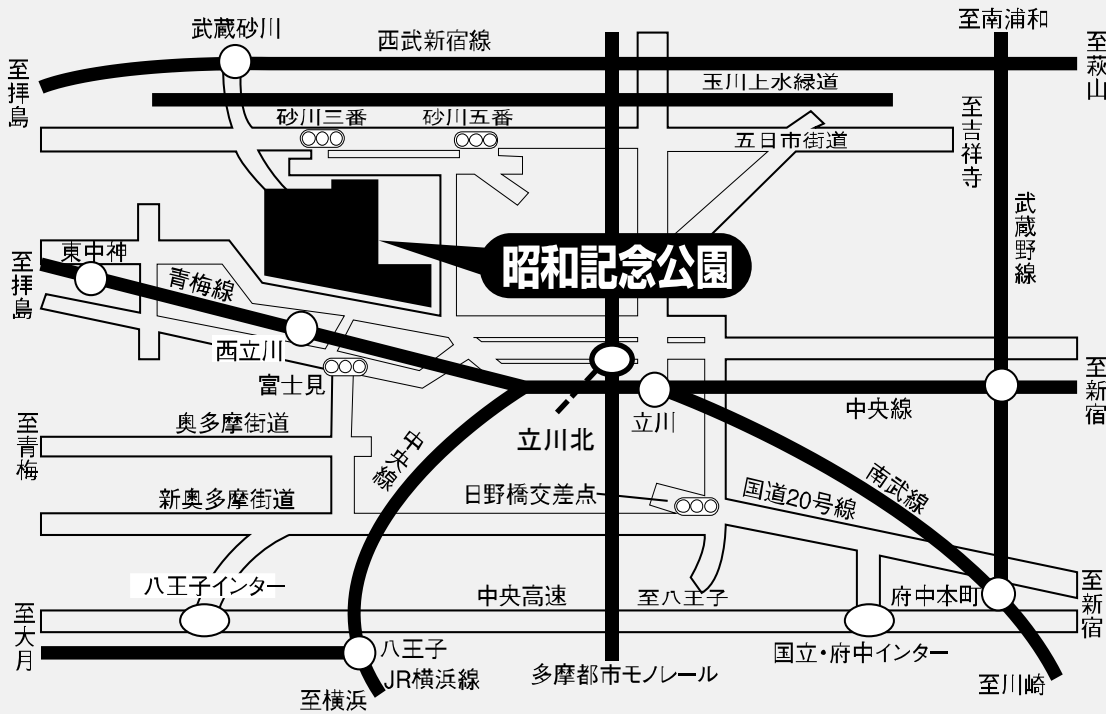 至南浦和
武蔵砂川
西武新宿線
至萩山
至拝島
玉川上水緑道
砂川三番
砂川五番
五日市街道
至吉祥寺
武蔵野線
東中神
昭和記念公園
至拝島
青梅線
西立川
富士見
至新宿
中央線
立川
立川北
至青梅
奥多摩街道
中央線
南武線
新奥多摩街道
日野橋交差点
国道20号線
八王子インター
中央高速
至八王子
府中本町
至新宿
至大月
八王子
JR横浜線
国立・府中インター
多摩都市モノレール
至横浜
至川崎